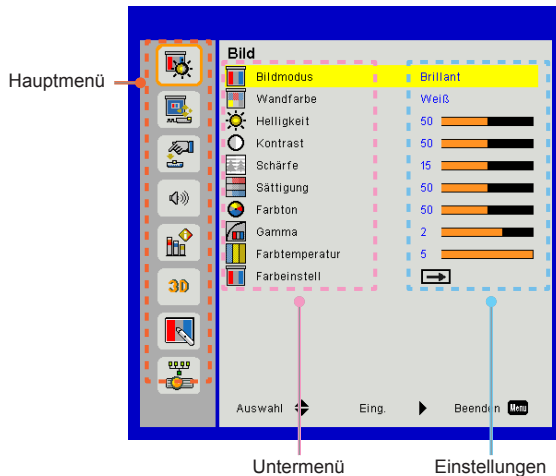 Bild
Hauptmenü
Bildmodus Brillant
Wandfarbe Weiß
Helligkeit 50
Kontrast 50
Schärfe 15
Sättigung 50
Farbton 50
Gamma 2
Farbtemperatur 5
Farbeinstell
3D
Auswahl Eing. Beenden Menu
Untermenü Einstellungen